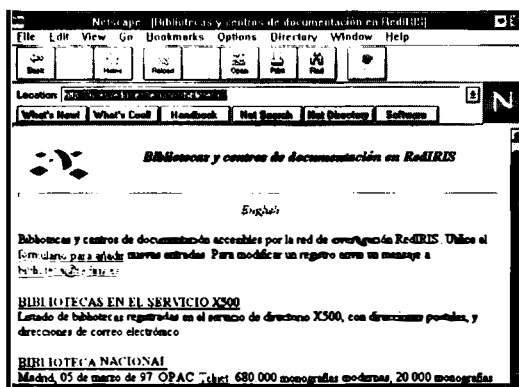 Netscape - [Bibliotecas y centros de documentación en RedIRIS]
File Edit View Go Bookmarks Options Directory Window Help
Back Home Reload Open Print Find
Location:
What's New! What's Cool! Handbook Net Search Net Directory Software
N
Bibliotecas y centros de documentación en RedIRIS
English
Bibliotecas y centros de documentación accesibles por la red de investigación RedIRIS. Utilice el
formulario para añadir nuevas entradas. Para modificar un registro envie un mensaje a
BIBLIOTECAS EN EL SERVICIO X500
Listado de bibliotecas registradas en el servicio de directorio X500, con direcciones postales, y
direcciones de correo electrónico
BIBLIOTECA NACIONAL
Madrid, 05 de marzo de 97. OPAC Telnet. 680 000 monografias modernas, 20 000 monografias